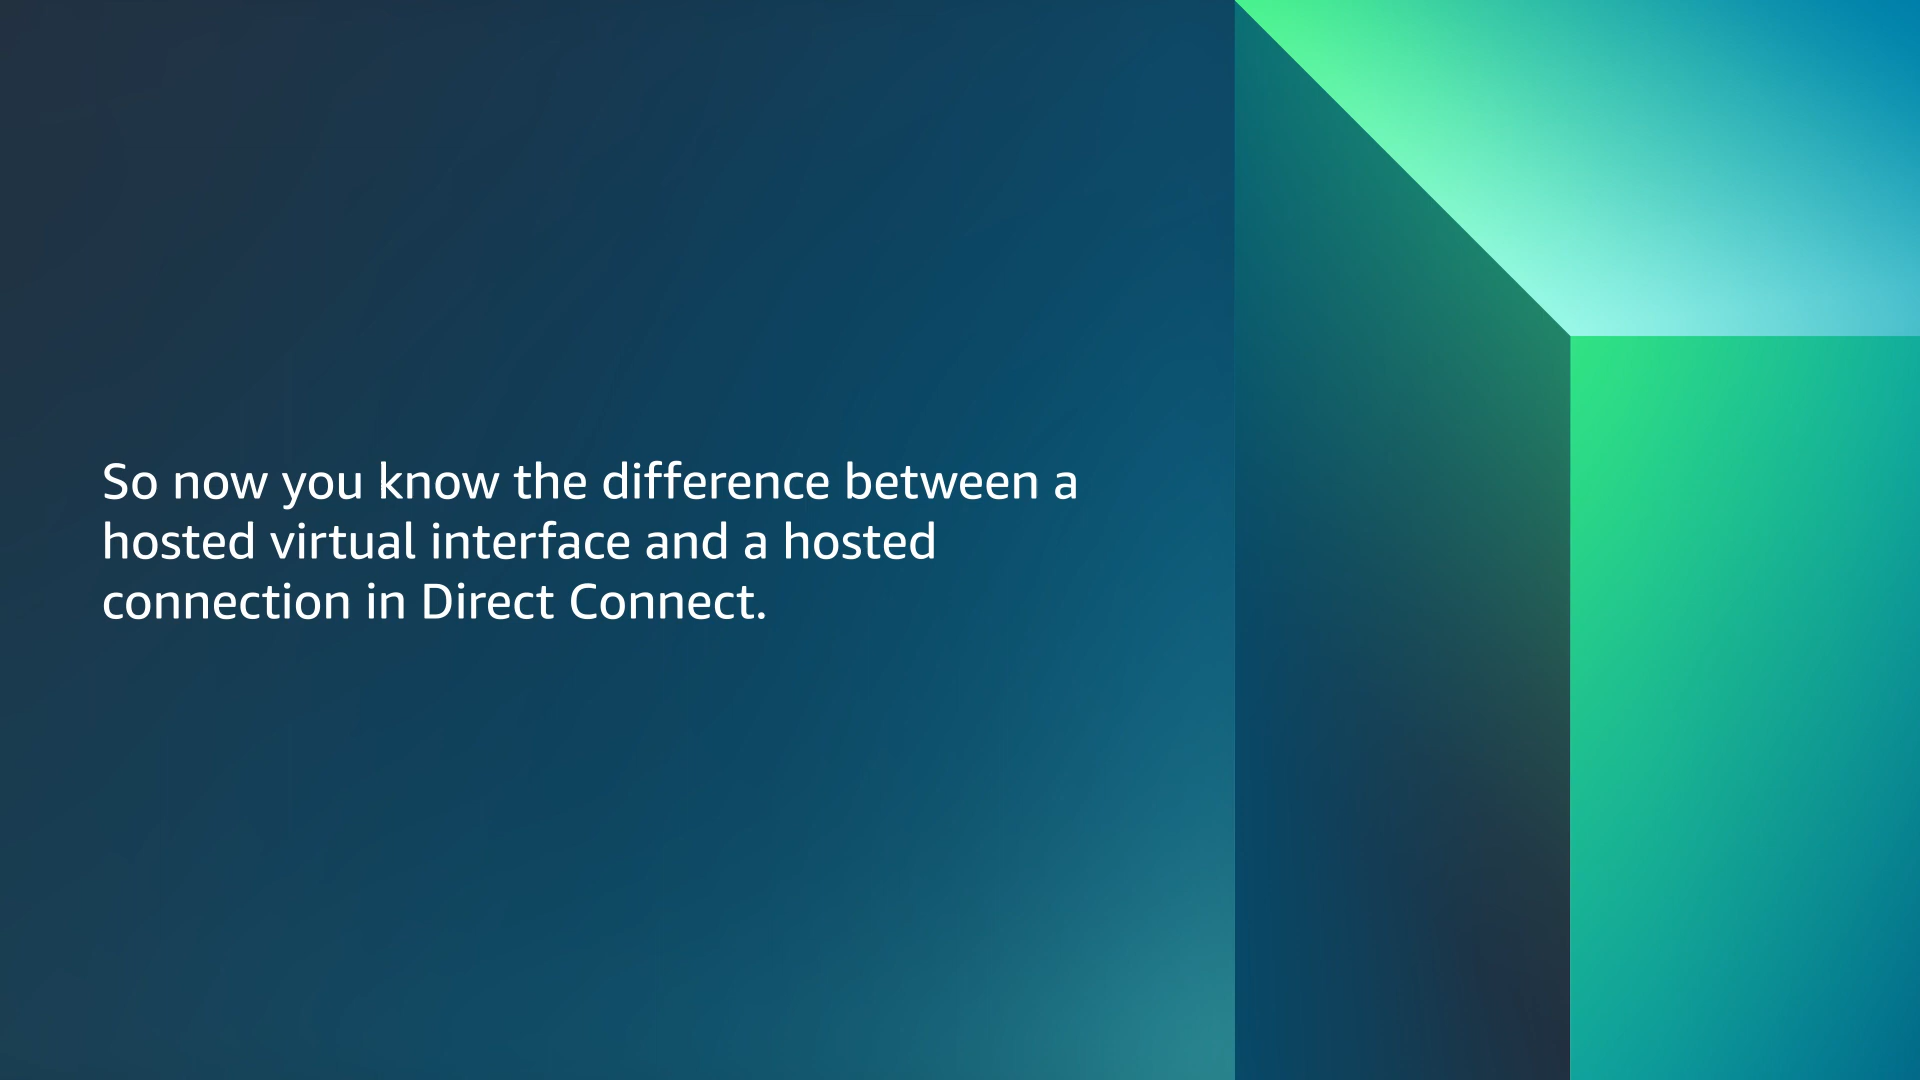 So now you know the difference between a
hosted virtual interface and a hosted
connection in Direct Connect.